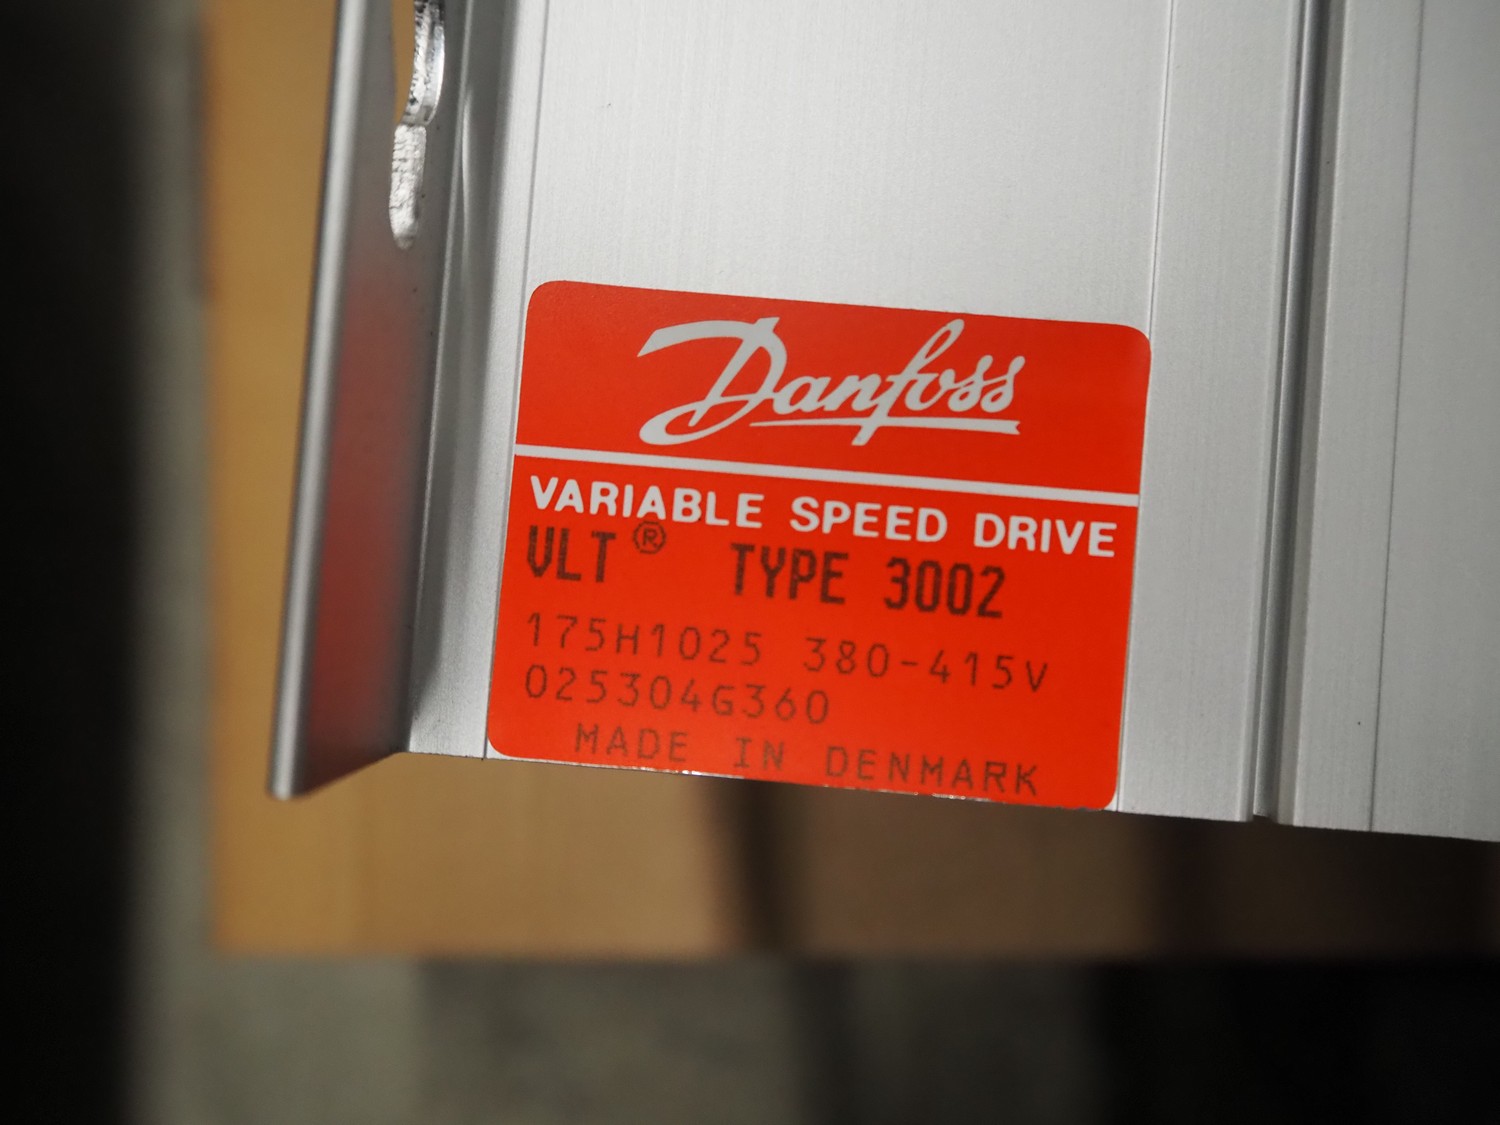 Danfoss
VARIABLE SPEED DRIVE
VLT® TYPE 3002
175H1025 380-415V
025304G360
MADE IN DENMARK